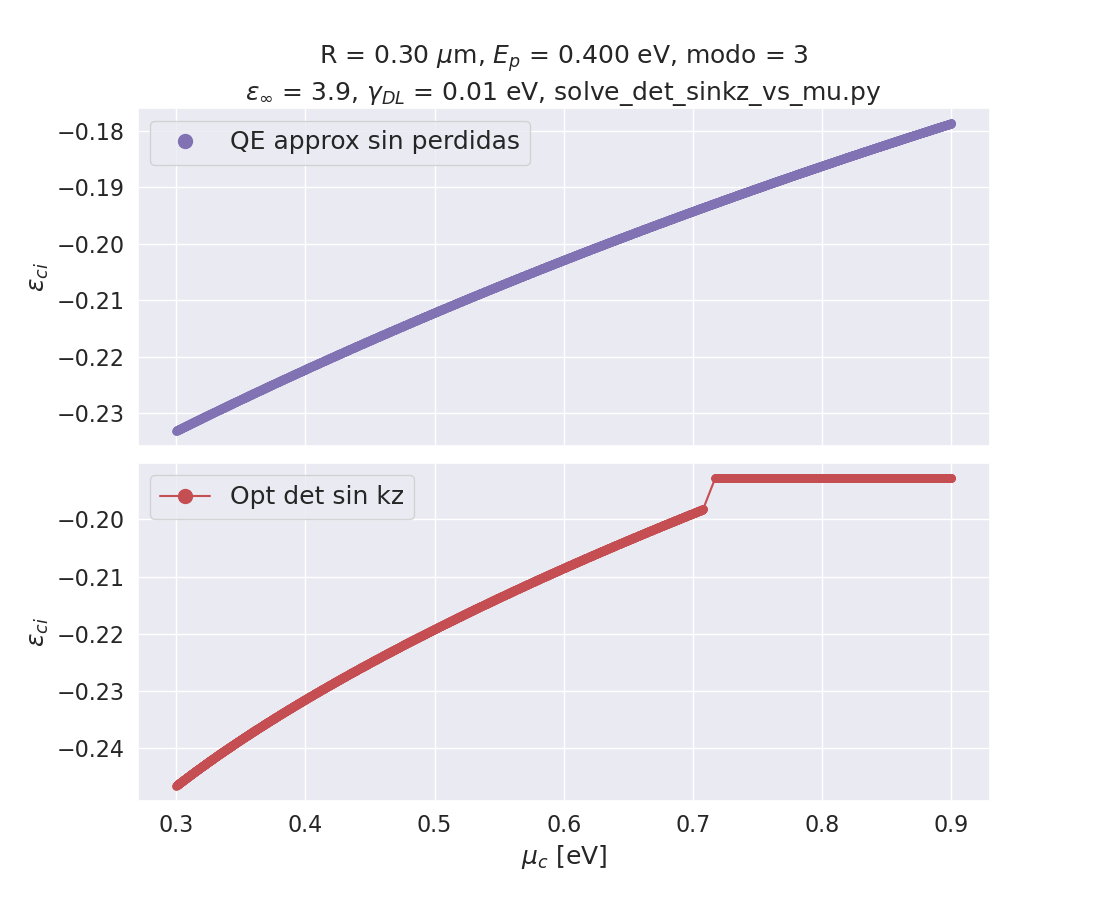 R = 0.30 μm, E_p = 0.400 eV, modo = 3
ε_∞ = 3.9, γ_DL = 0.01 eV, solve_det_sinkz_vs_mu.py
QE approx sin perdidas
−0.18
−0.19
−0.20
−0.21
−0.22
−0.23
ε_ci
Opt det sin kz
−0.20
−0.21
−0.22
−0.23
−0.24
ε_ci
0.3 0.4 0.5 0.6 0.7 0.8 0.9
μ_c [eV]